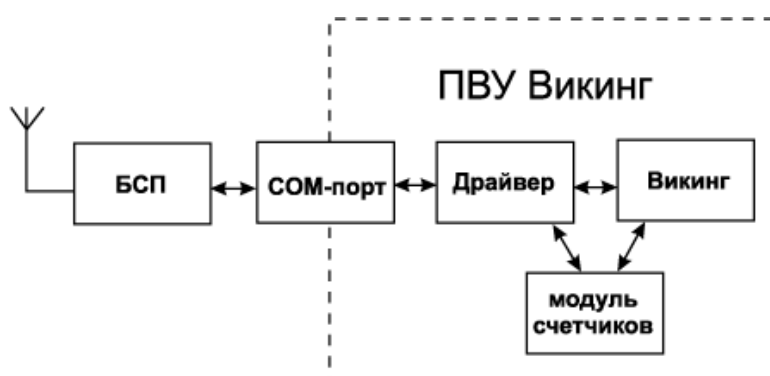 ПВУ Викинг
БСП
COM-порт
Драйвер
Викинг
модуль
счетчиков